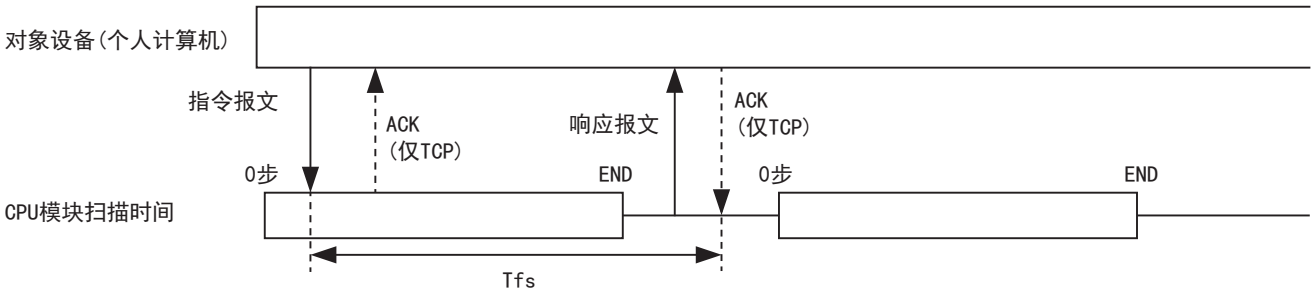 对象设备(个人计算机)
指令报文
ACK
(仅TCP)
响应报文
ACK
(仅TCP)
0步
END
0步
END
CPU模块扫描时间
Tfs